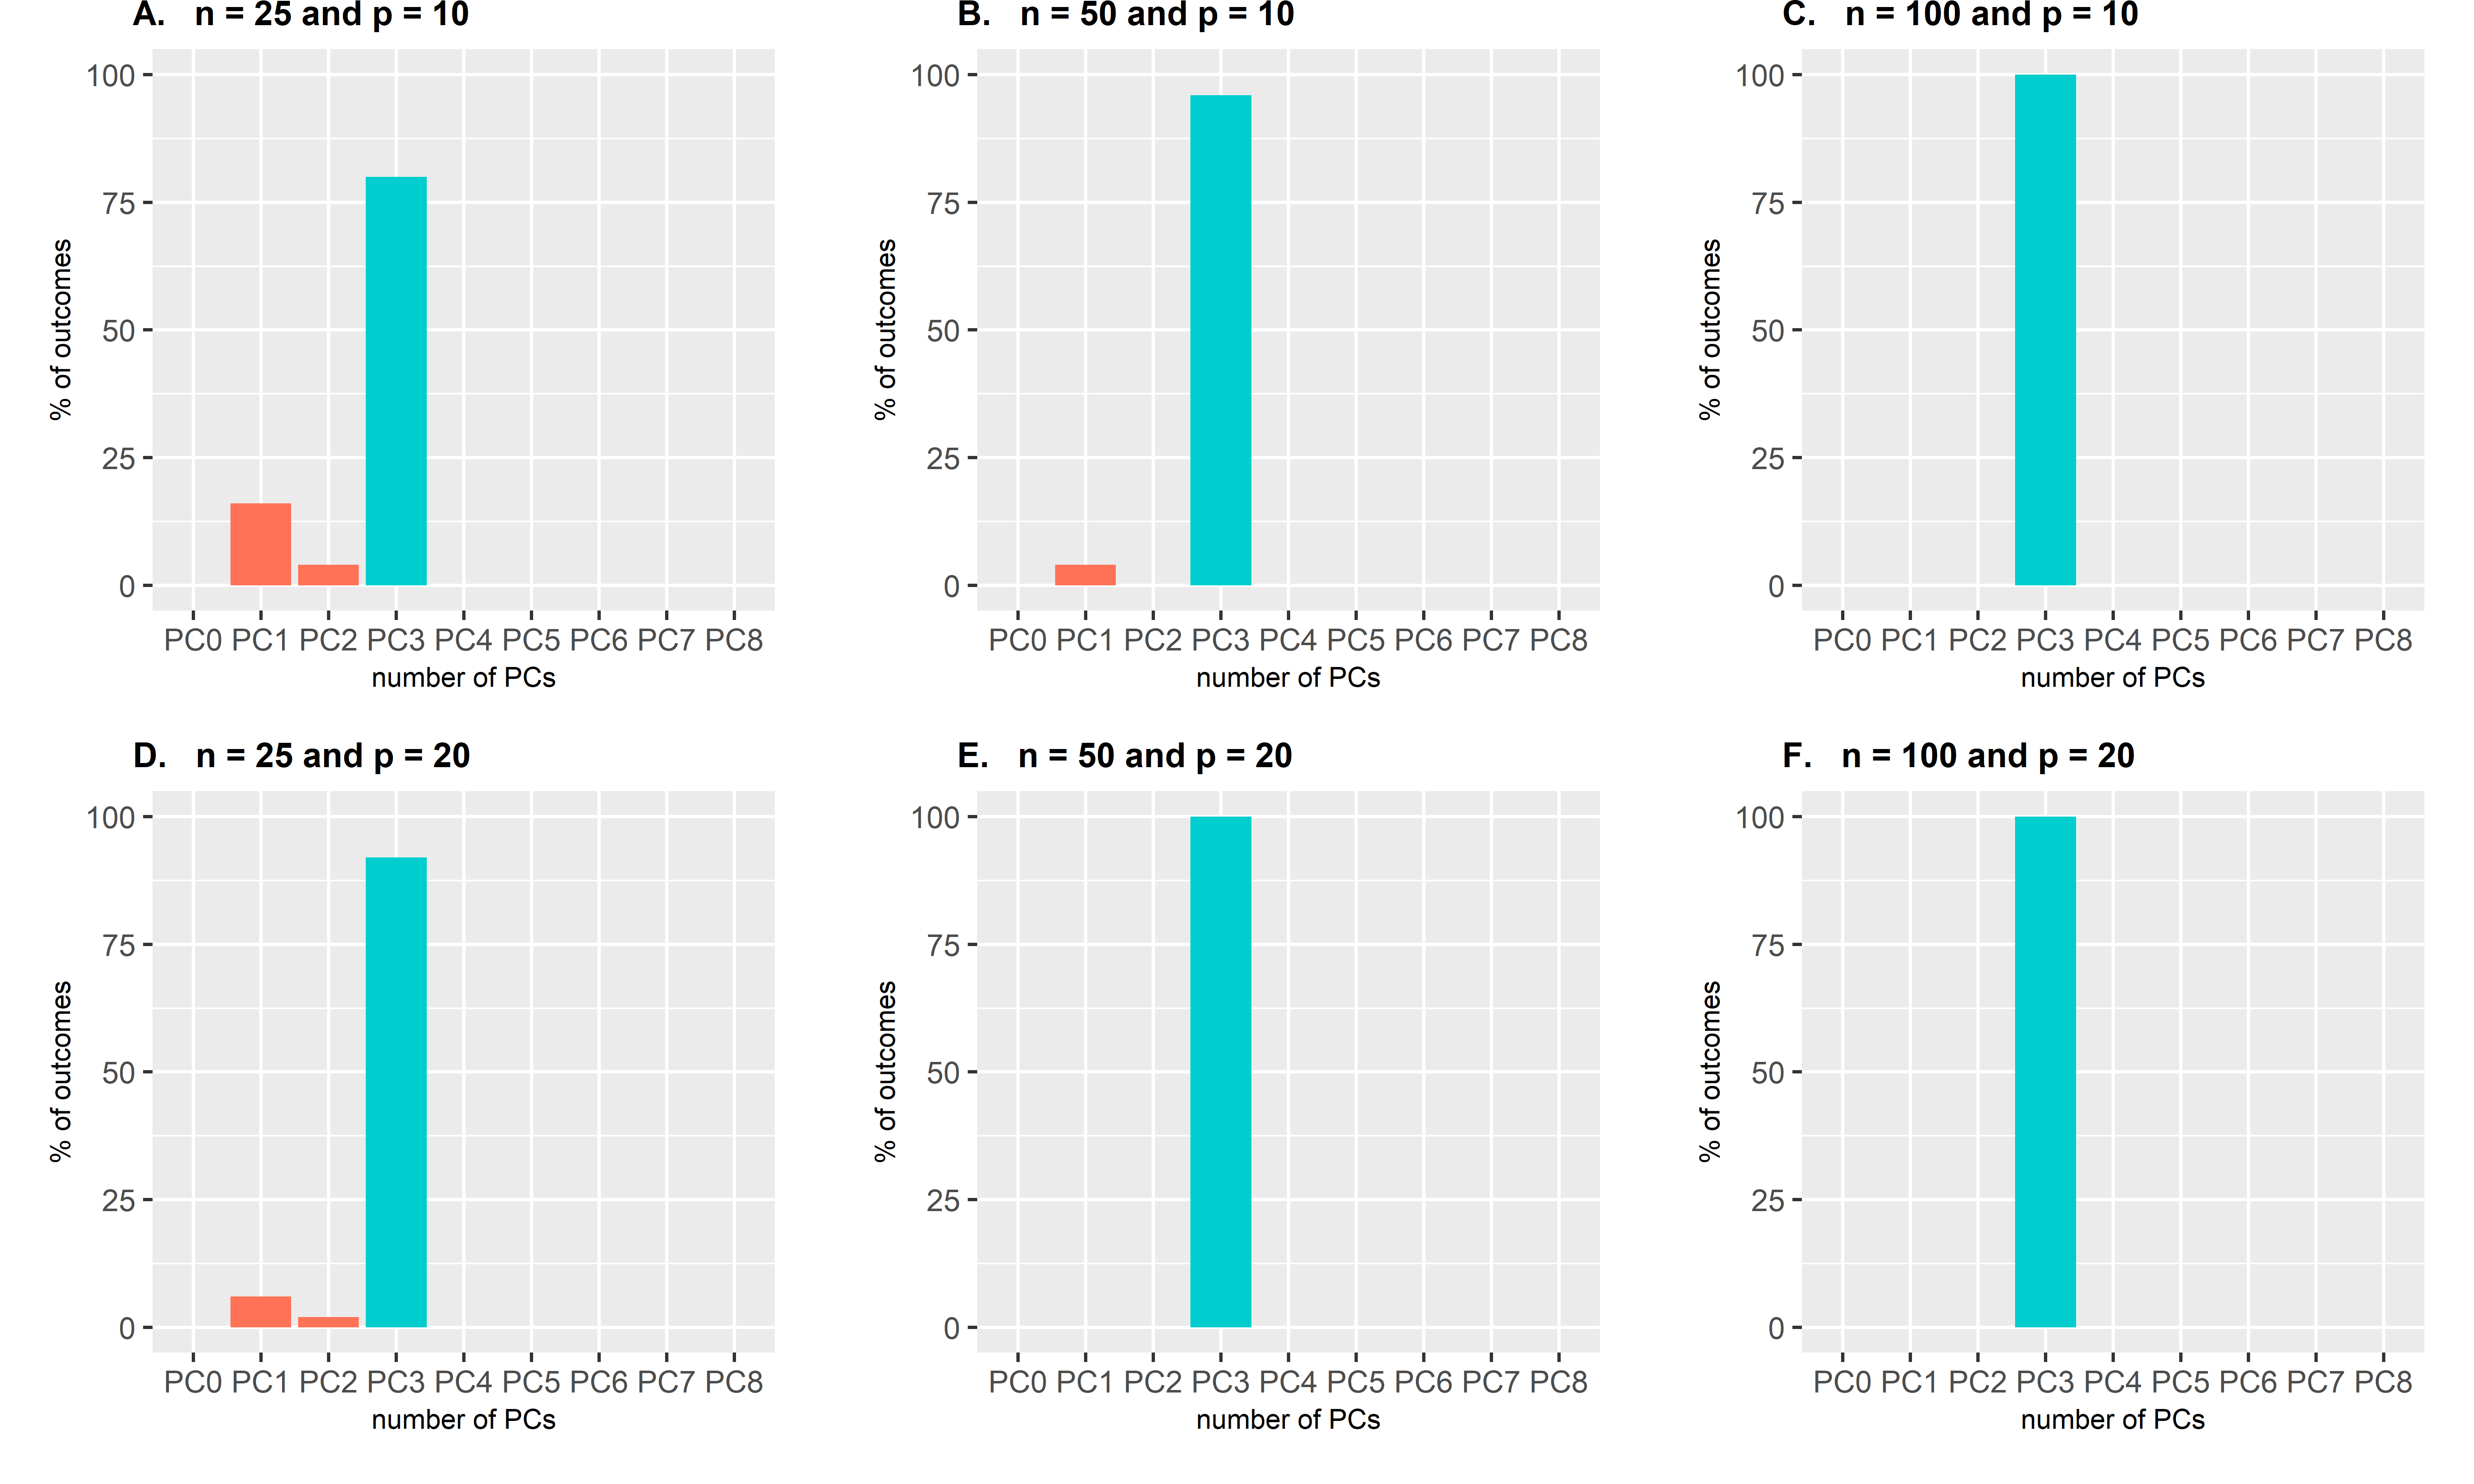 A. n = 25 and p = 10
100
75
50
25
0
% of outcomes
PC0 PC1 PC2 PC3 PC4 PC5 PC6 PC7 PC8
number of PCs
B. n = 50 and p = 10
100
75
50
25
0
% of outcomes
PC0 PC1 PC2 PC3 PC4 PC5 PC6 PC7 PC8
number of PCs
C. n = 100 and p = 10
100
75
50
25
0
% of outcomes
PC0 PC1 PC2 PC3 PC4 PC5 PC6 PC7 PC8
number of PCs
D. n = 25 and p = 20
100
75
50
25
0
% of outcomes
PC0 PC1 PC2 PC3 PC4 PC5 PC6 PC7 PC8
number of PCs
E. n = 50 and p = 20
100
75
50
25
0
% of outcomes
PC0 PC1 PC2 PC3 PC4 PC5 PC6 PC7 PC8
number of PCs
F. n = 100 and p = 20
100
75
50
25
0
% of outcomes
PC0 PC1 PC2 PC3 PC4 PC5 PC6 PC7 PC8
number of PCs